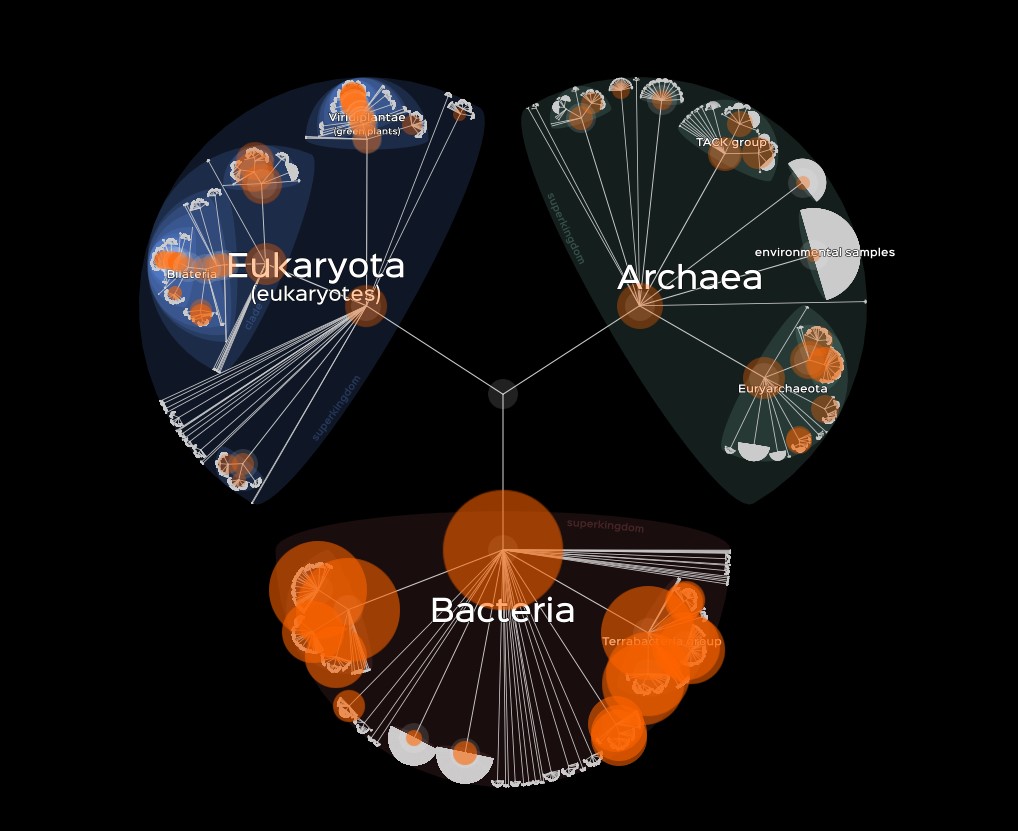 Viridiplantae
(green plants)
TACK group
superkingdom
environmental samples
Eukaryota
(eukaryotes)
Bilateria
Archaea
clade
Euryarchaeota
superkingdom
superkingdom
Bacteria
Terrabacteria group